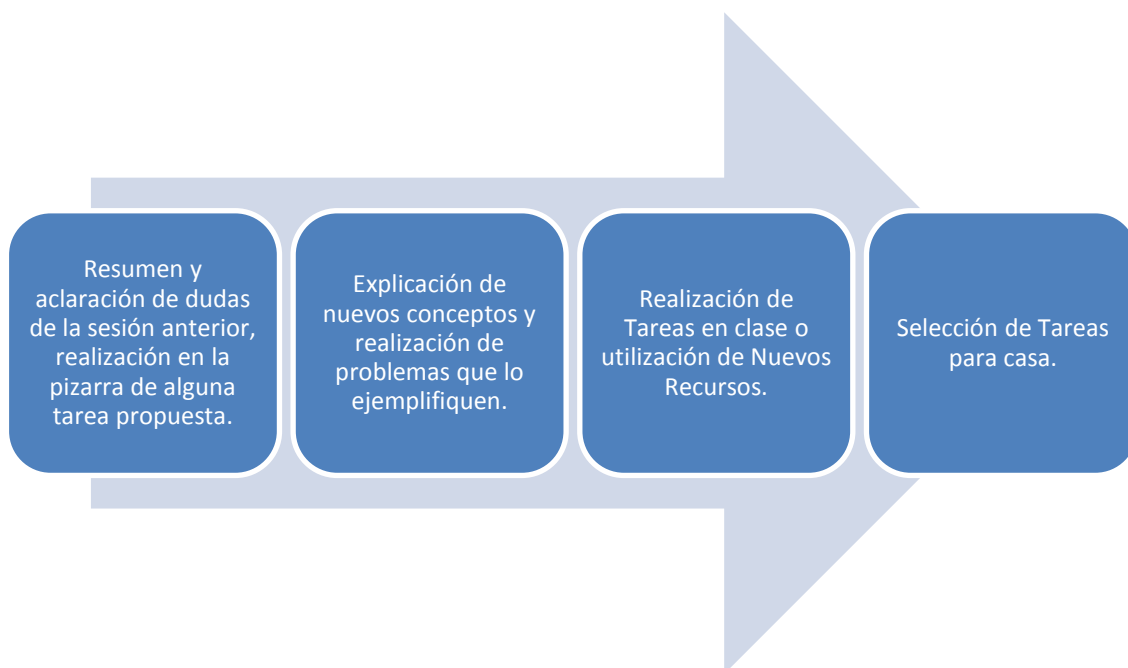 Resumen y
aclaración de dudas
de la sesión anterior,
realización en la
pizarra de alguna
tarea propuesta.
Explicación de
nuevos conceptos y
realización de
problemas que lo
ejemplifiquen.
Realización de
Tareas en clase o
utilización de Nuevos
Recursos.
Selección de Tareas
para casa.